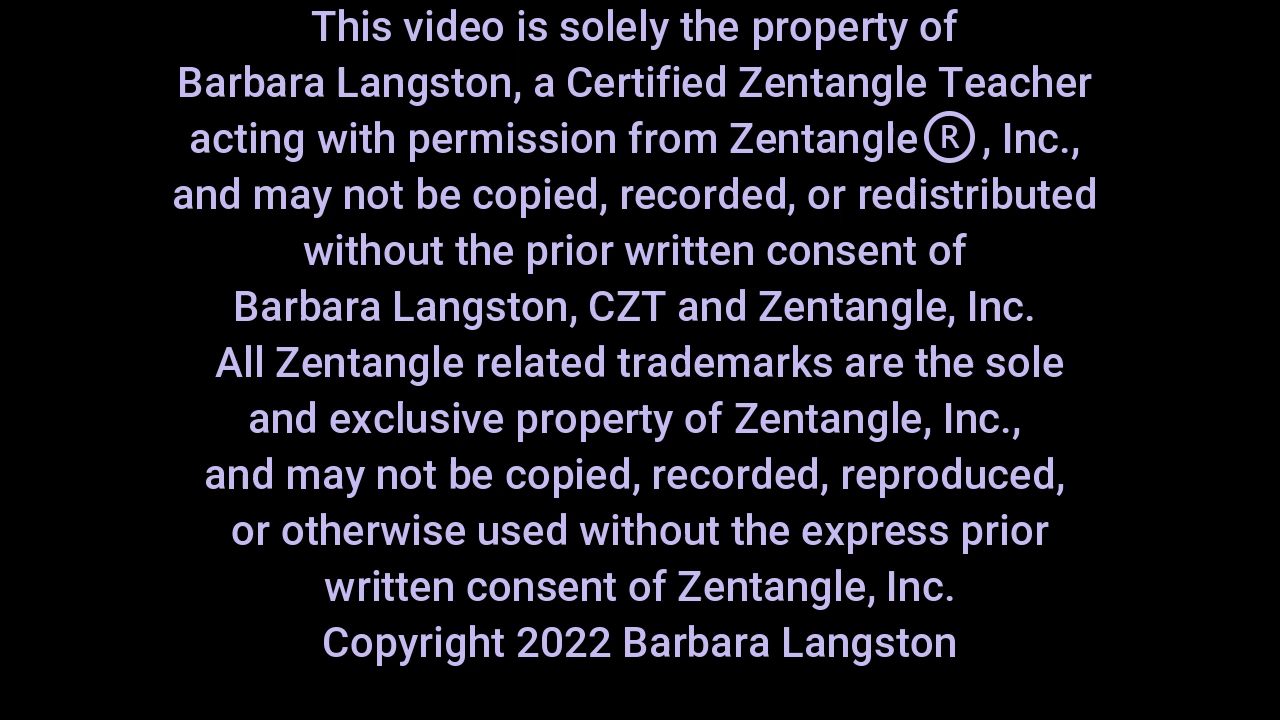 This video is solely the property of
Barbara Langston, a Certified Zentangle Teacher
acting with permission from Zentangle®, Inc.,
and may not be copied, recorded, or redistributed
without the prior written consent of
Barbara Langston, CZT and Zentangle, Inc.
All Zentangle related trademarks are the sole
and exclusive property of Zentangle, Inc.,
and may not be copied, recorded, reproduced,
or otherwise used without the express prior
written consent of Zentangle, Inc.
Copyright 2022 Barbara Langston